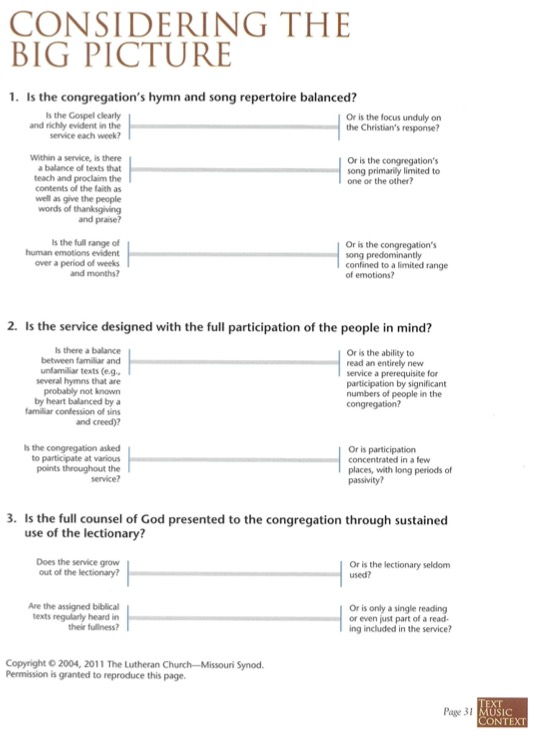 CONSIDERING THE
BIG PICTURE
1. Is the congregation's hymn and song repertoire balanced?
Is the Gospel clearly
and richly evident in the
service each week?
Or is the focus unduly on
the Christian's response?
Within a service, is there
a balance of texts that
teach and proclaim the
contents of the faith as
well as give the people
words of thanksgiving
and praise?
Or is the congregation's
song primarily limited to
one or the other?
Is the full range of
human emotions evident
over a period of weeks
and months?
Or is the congregation's
song predominantly
confined to a limited range
of emotions?
2. Is the service designed with the full participation of the people in mind?
Is there a balance
between familiar and
unfamiliar texts (e.g.,
several hymns that are
probably not known
by heart balanced by a
familiar confession of sins
and creed)?
Or is the ability to
read an entirely new
service a prerequisite for
participation by significant
numbers of people in the
congregation?
Is the congregation asked
to participate at various
points throughout the
service?
Or is participation
concentrated in a few
places, with long periods of
passivity?
3. Is the full counsel of God presented to the congregation through sustained
use of the lectionary?
Does the service grow
out of the lectionary?
Or is the lectionary seldom
used?
Are the assigned biblical
texts regularly heard in
their fullness?
Or is only a single reading
or even just part of a read-
ing included in the service?
Copyright © 2004, 2011 The Lutheran Church—Missouri Synod.
Permission is granted to reproduce this page.
Page 31
TEXT
MUSIC
CONTEXT